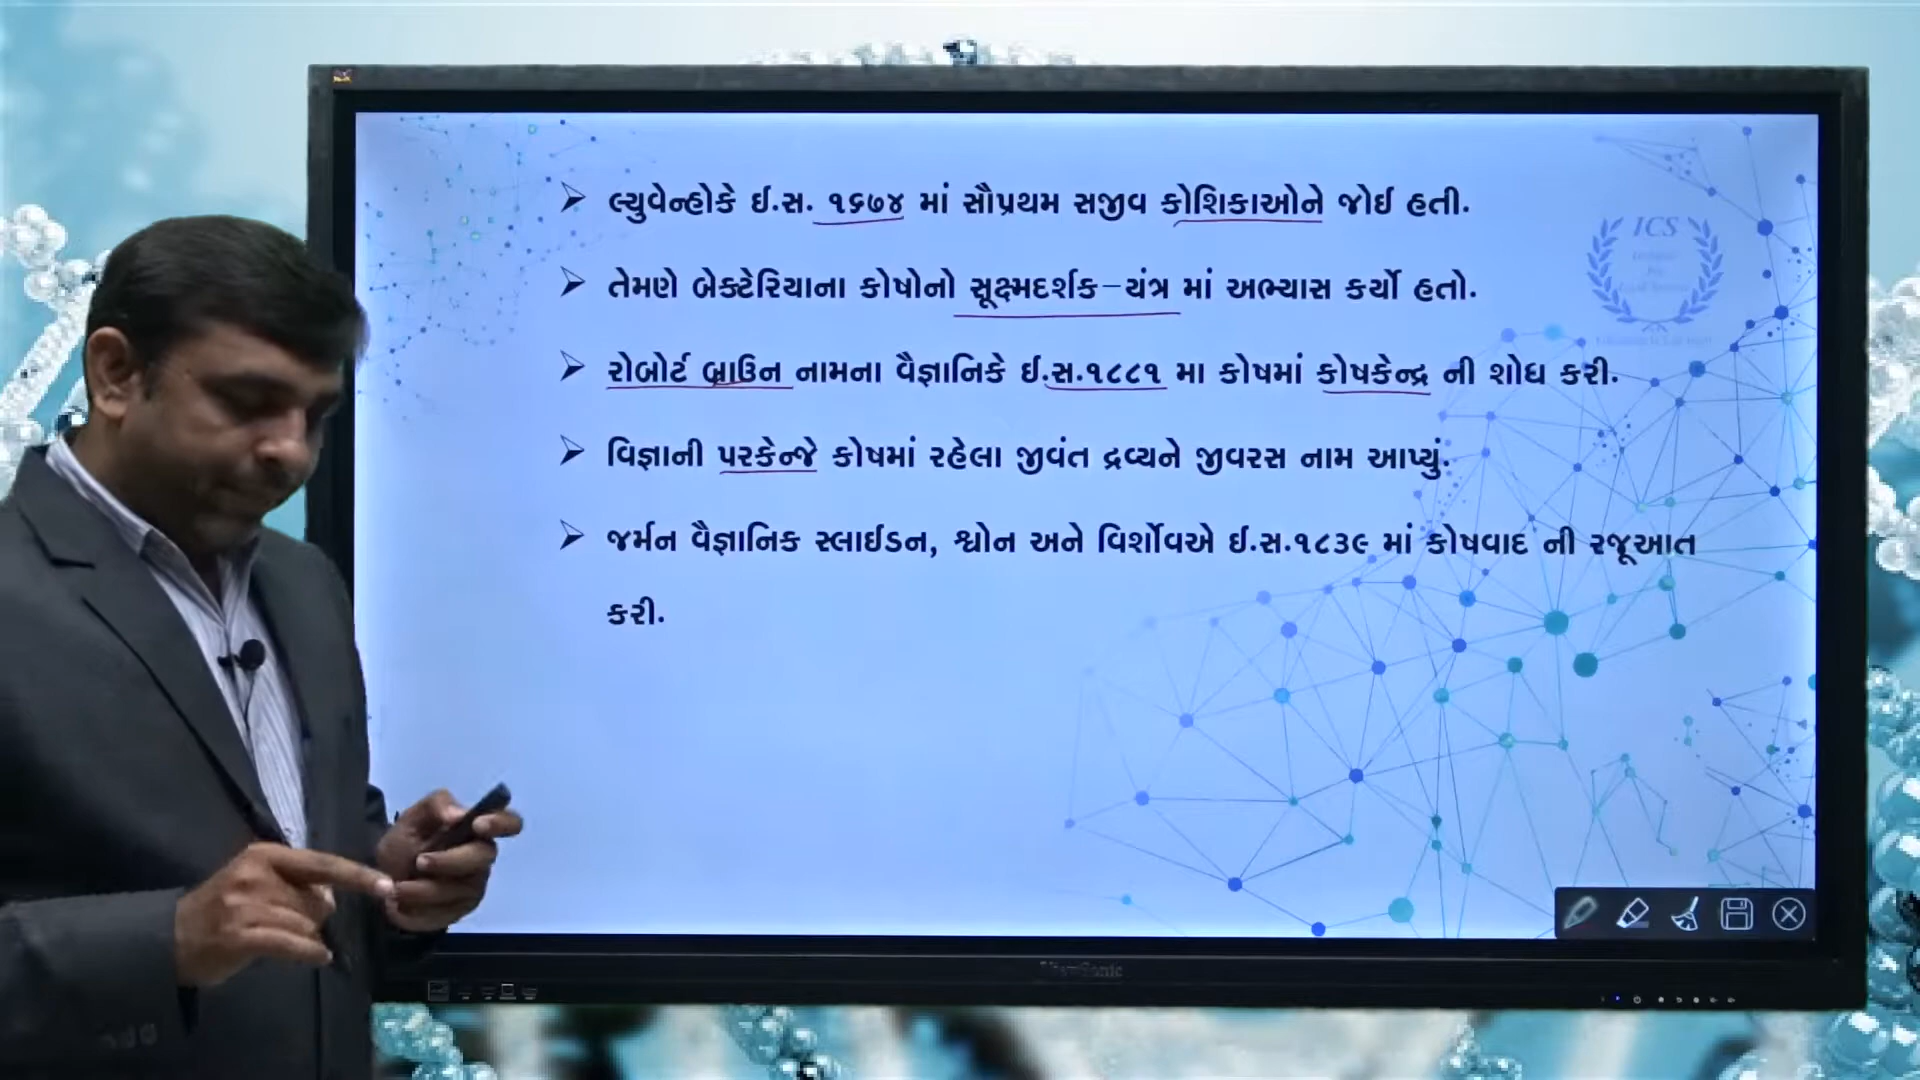 લ્યુવેન્હોકે ઈ.સ. ૧૬૭૪ માં સૌપ્રથમ સજીવ કોશિકાઓને જોઈ હતી.
તેમણે બેક્ટેરિયાના કોષોનો સૂક્ષ્મદર્શક-યંત્ર માં અભ્યાસ કર્યો હતો.
રોબોર્ટ બ્રાઉન નામના વૈજ્ઞાનિકે ઈ.સ.૧૮૮૧ મા કોષમાં કોષકેન્દ્ર ની શોધ કરી.
વિજ્ઞાની પરકેન્જે કોષમાં રહેલા જીવંત દ્રવ્યને જીવરસ નામ આપ્યું.
જર્મન વૈજ્ઞાનિક સ્લાઈડન, શ્વોન અને વિર્શોવએ ઈ.સ.૧૮૩૯ માં કોષવાદ ની રજૂઆત
કરી.
ICS
ViewSonic